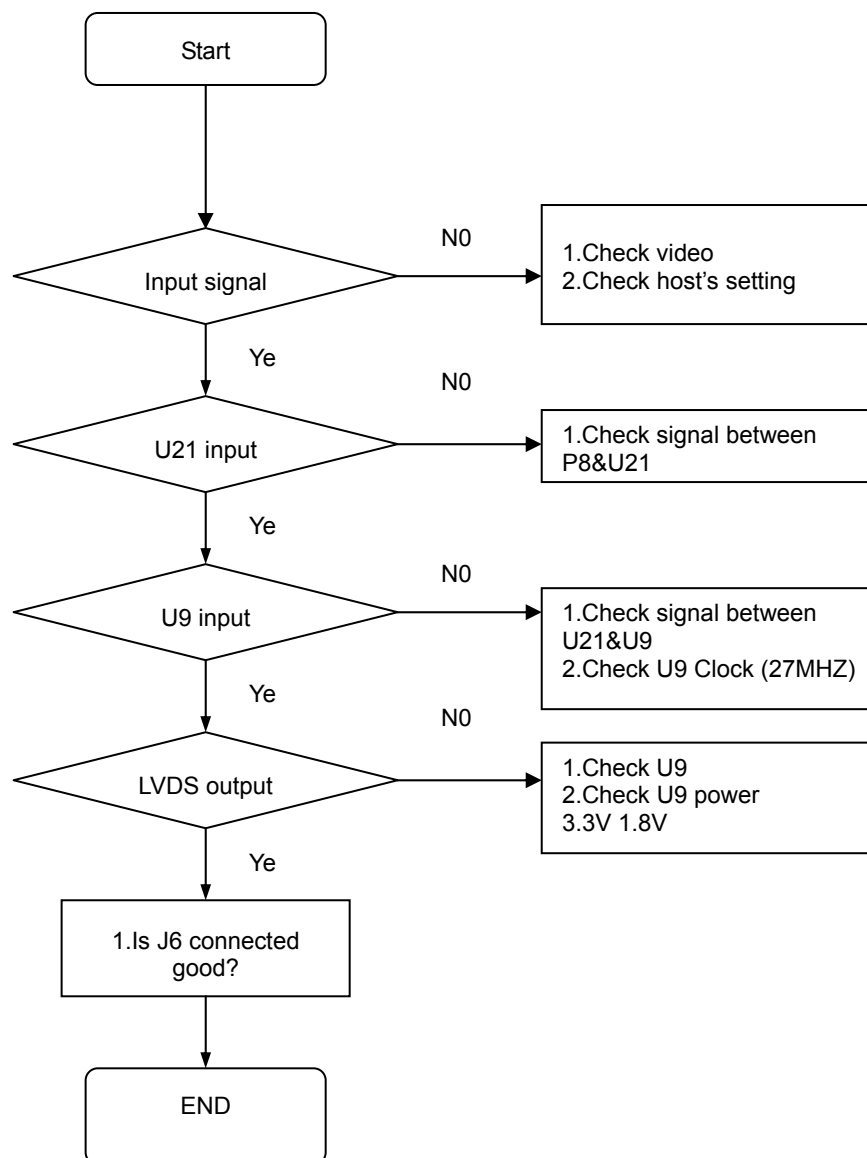 Start
N0
1.Check video
2.Check host's setting
Input signal
Ye
N0
1.Check signal between
P8&U21
U21 input
Ye
N0
1.Check signal between
U21&U9
2.Check U9 Clock (27MHZ)
U9 input
Ye
N0
1.Check U9
2.Check U9 power
3.3V 1.8V
LVDS output
Ye
1.Is J6 connected
good?
END